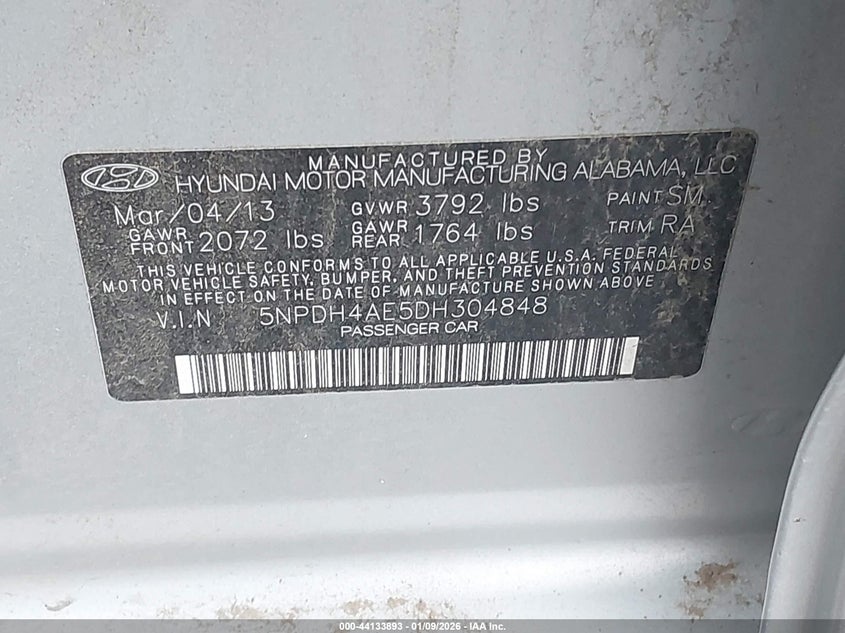 MANUFACTURED BY
HYUNDAI MOTOR MANUFACTURING ALABAMA, LLC
Mar/04/13 GVWR 3792 lbs PAINT SM
GAWR FRONT 2072 lbs GAWR REAR 1764 lbs TRIM RA
THIS VEHICLE CONFORMS TO ALL APPLICABLE U.S.A. FEDERAL
MOTOR VEHICLE SAFETY, BUMPER, AND THEFT PREVENTION STANDARDS
IN EFFECT ON THE DATE OF MANUFACTURE SHOWN ABOVE
V.I.N 5NPDH4AE5DH304848
PASSENGER CAR
000-44133893 - 01/09/2026 - IAA Inc.